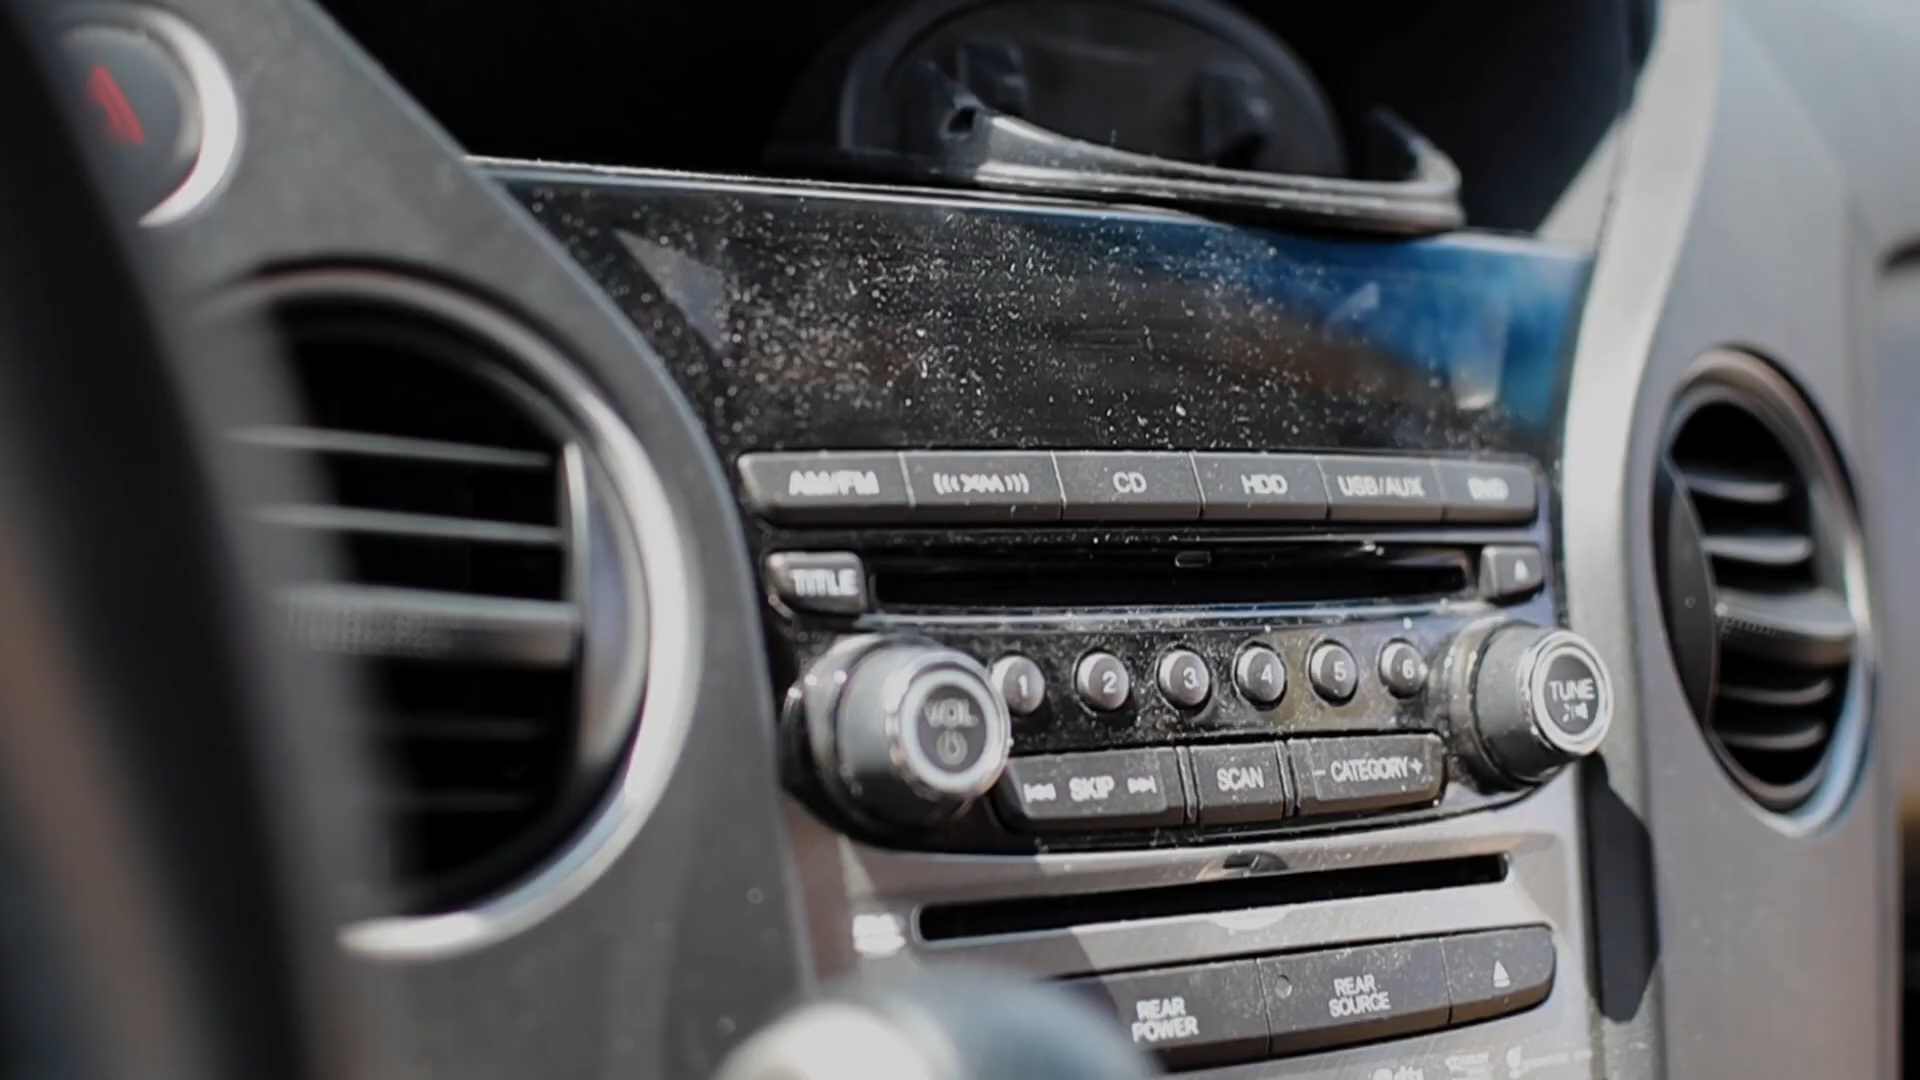 AM/FM
(((XM)))
CD
HDD
USB/AUX
TITLE
1
2
3
4
5
6
VOL
TUNE
SKIP
SCAN
- CATEGORY +
REAR
POWER
REAR
SOURCE